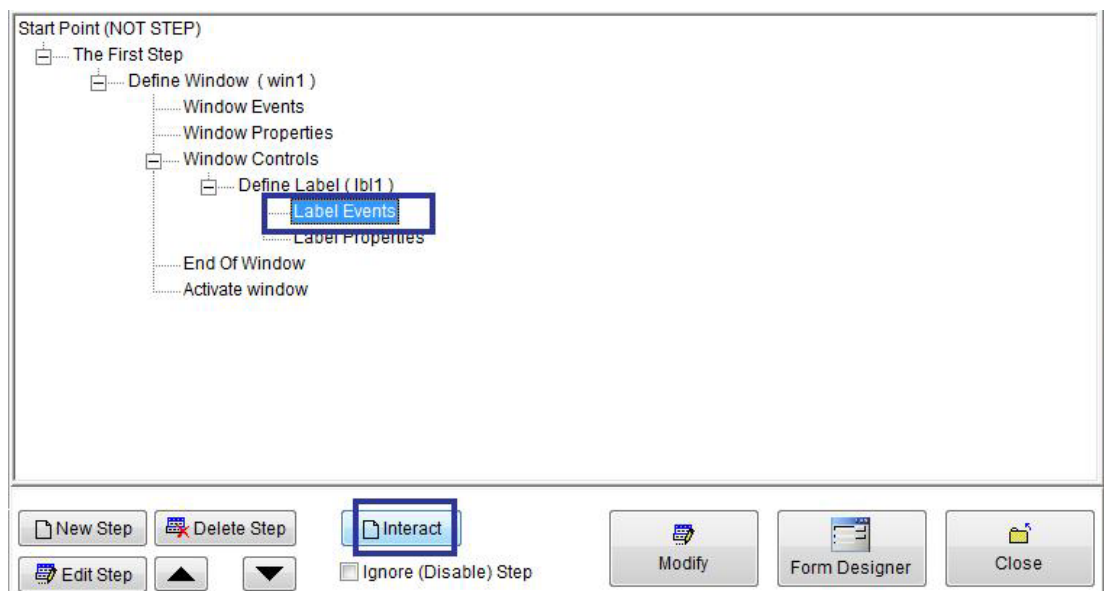 Start Point (NOT STEP)
The First Step
Define Window ( win1 )
Window Events
Window Properties
Window Controls
Define Label ( lbl1 )
Label Events
Label Properties
End Of Window
Activate window
New Step
Delete Step
Interact
Modify
Form Designer
Close
Edit Step
Ignore (Disable) Step